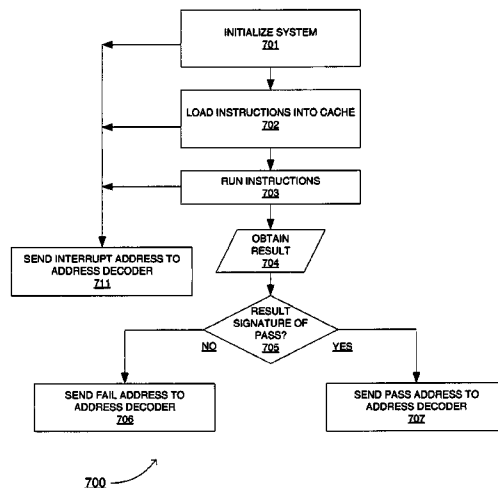 INITIALIZE SYSTEM
701
LOAD INSTRUCTIONS INTO CACHE
702
RUN INSTRUCTIONS
703
OBTAIN
RESULT
704
SEND INTERRUPT ADDRESS TO
ADDRESS DECODER
711
RESULT
SIGNATURE OF
PASS?
705
NO
YES
SEND FAIL ADDRESS TO
ADDRESS DECODER
706
SEND PASS ADDRESS TO
ADDRESS DECODER
707
700